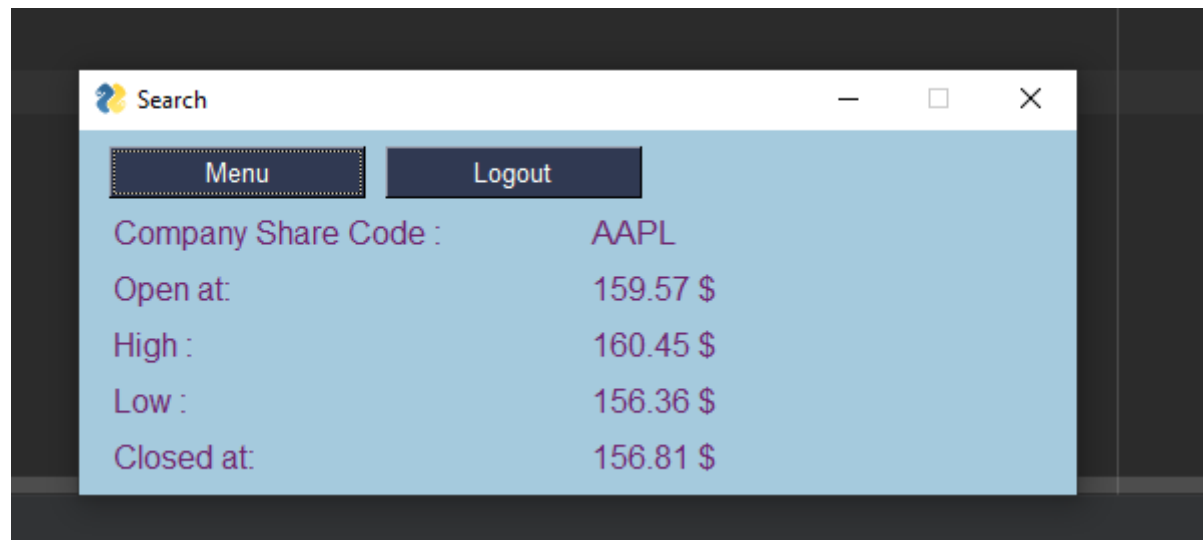 Search
Menu Logout
Company Share Code : AAPL
Open at: 159.57 $
High : 160.45 $
Low : 156.36 $
Closed at: 156.81 $